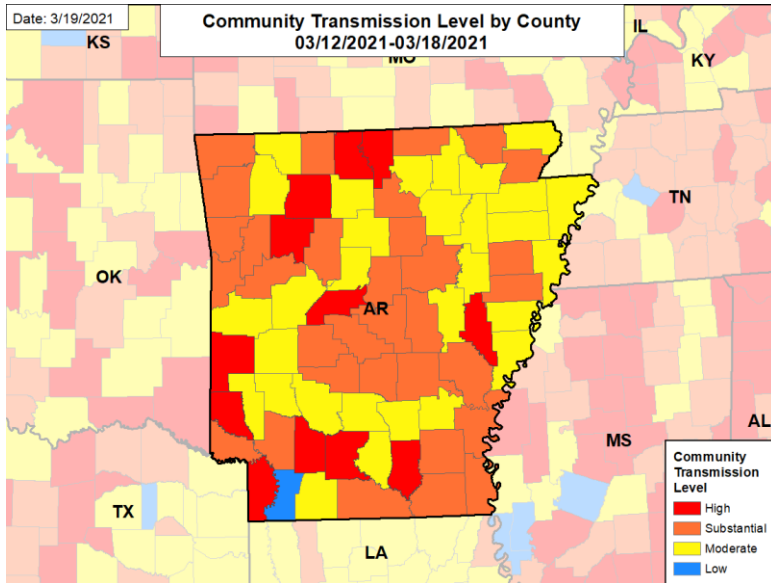 Date: 3/19/2021
Community Transmission Level by County
03/12/2021-03/18/2021
KS
MO
IL
KY
OK
AR
TN
TX
LA
MS
AL
Community
Transmission
Level
High
Substantial
Moderate
Low